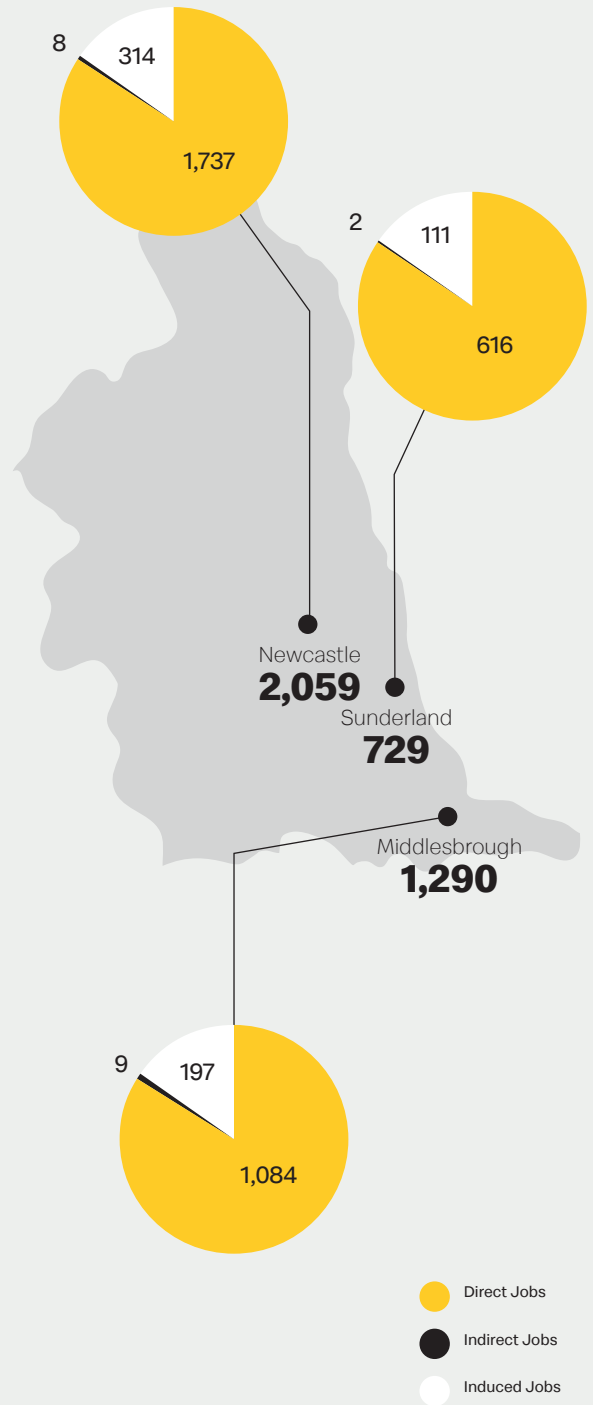 8
314
1,737
2
111
616
Newcastle
2,059
Sunderland
729
Middlesbrough
1,290
9
197
1,084
Direct Jobs
Indirect Jobs
Induced Jobs